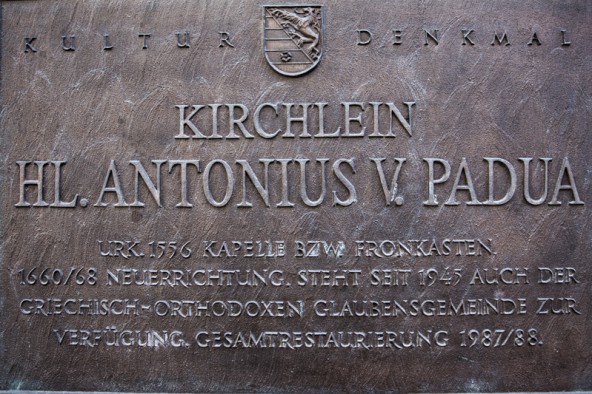 KULTUR DENKMAL
KIRCHLEIN
HL. ANTONIUS V. PADUA
URK. 1556 KAPELLE BZW. FRONKASTEN.
1660/68 NEUERRICHTUNG. STEHT SEIT 1945 AUCH DER
GRIECHISCH-ORTHODOXEN GLAUBENSGEMEINDE ZUR
VERFÜGUNG. GESAMTRESTAURIERUNG 1987/88.